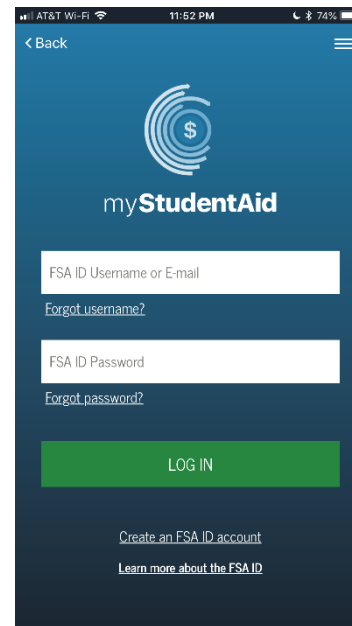 AT&T Wi-Fi 11:52 PM 74%
Back
$
myStudentAid
FSA ID Username or E-mail
Forgot username?
FSA ID Password
Forgot password?
LOG IN
Create an FSA ID account
Learn more about the FSA ID